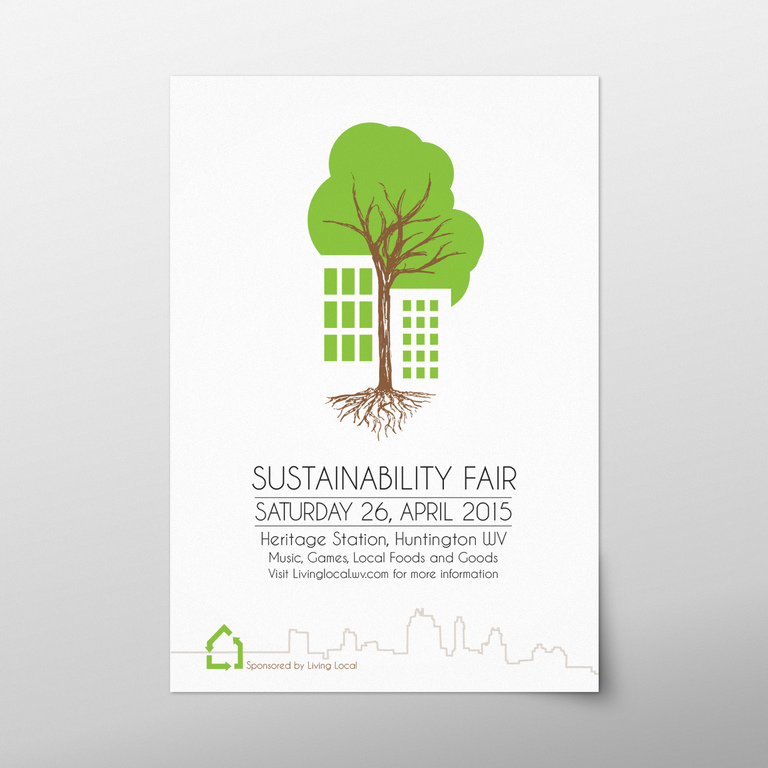 SUSTAINABILITY FAIR
SATURDAY 26, APRIL 2015
Heritage Station, Huntington WV
Music, Games, Local Foods and Goods
Visit Livinglocalwv.com for more information
Sponsored by Living Local